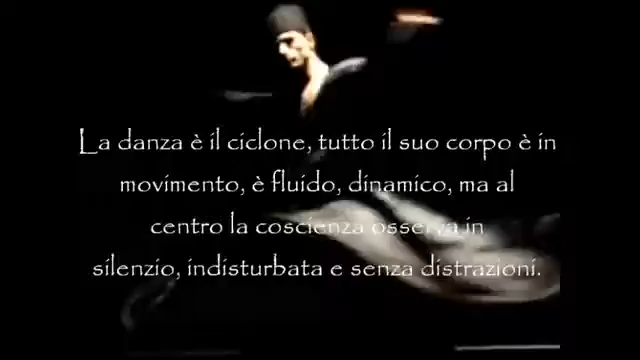 La danza è il ciclone, tutto il suo corpo è in
movimento, è fluido, dinamico, ma al
centro la coscienza osserva in
silenzio, indisturbata e senza distrazioni.